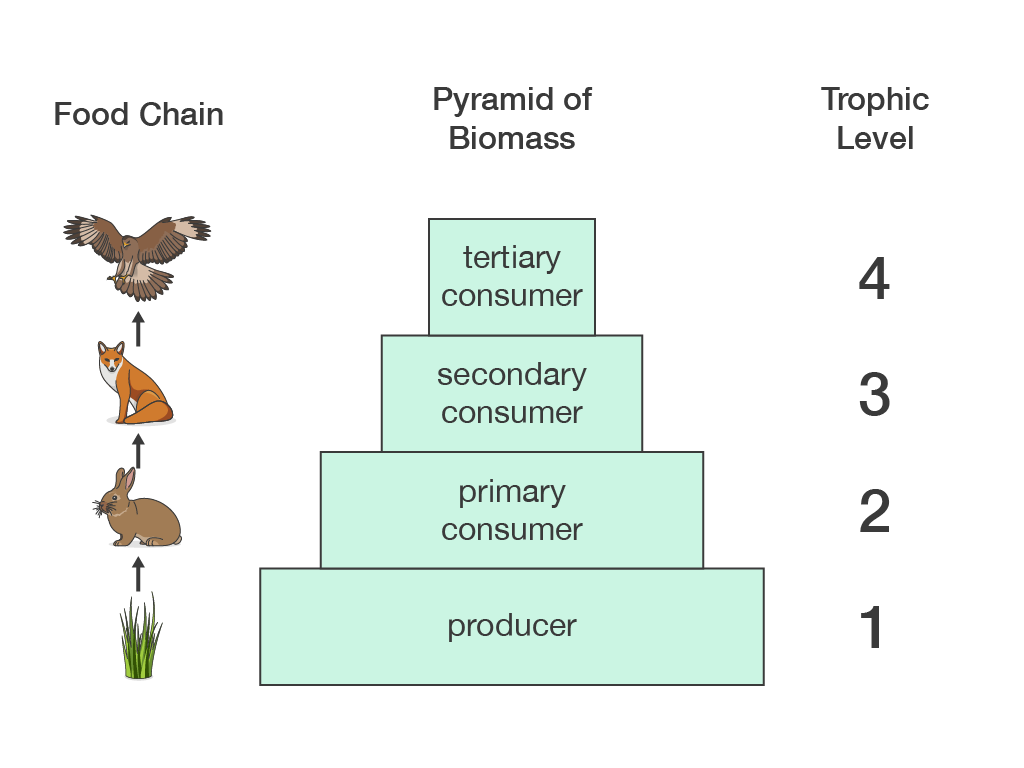 Food Chain
Pyramid of
Biomass
Trophic
Level
tertiary
consumer
4
secondary
consumer
3
primary
consumer
2
producer
1